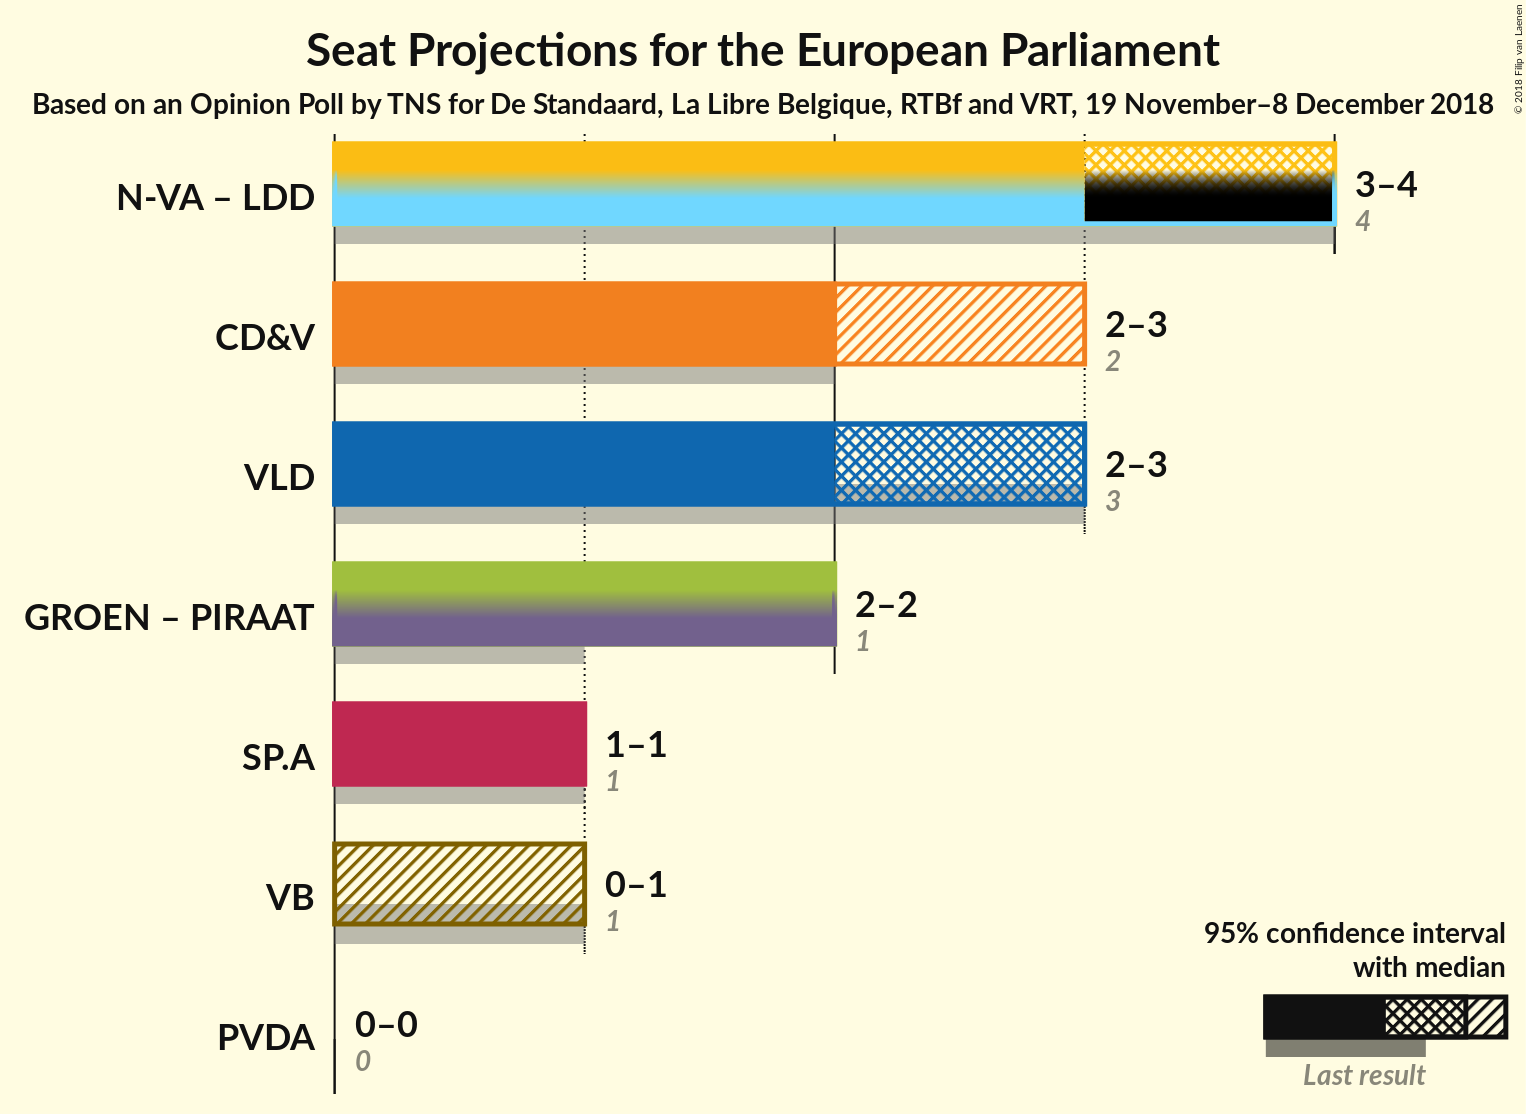 Seat Projections for the European Parliament
Based on an Opinion Poll by TNS for De Standaard, La Libre Belgique, RTBf and VRT, 19 November–8 December 2018
© 2018 Filip van Laenen
N-VA – LDD
3–4
4
CD&V
2–3
2
VLD
2–3
3
GROEN – PIRAAT
2–2
1
SP.A
1–1
1
VB
0–1
1
PVDA
0–0
0
95% confidence interval
with median
Last result